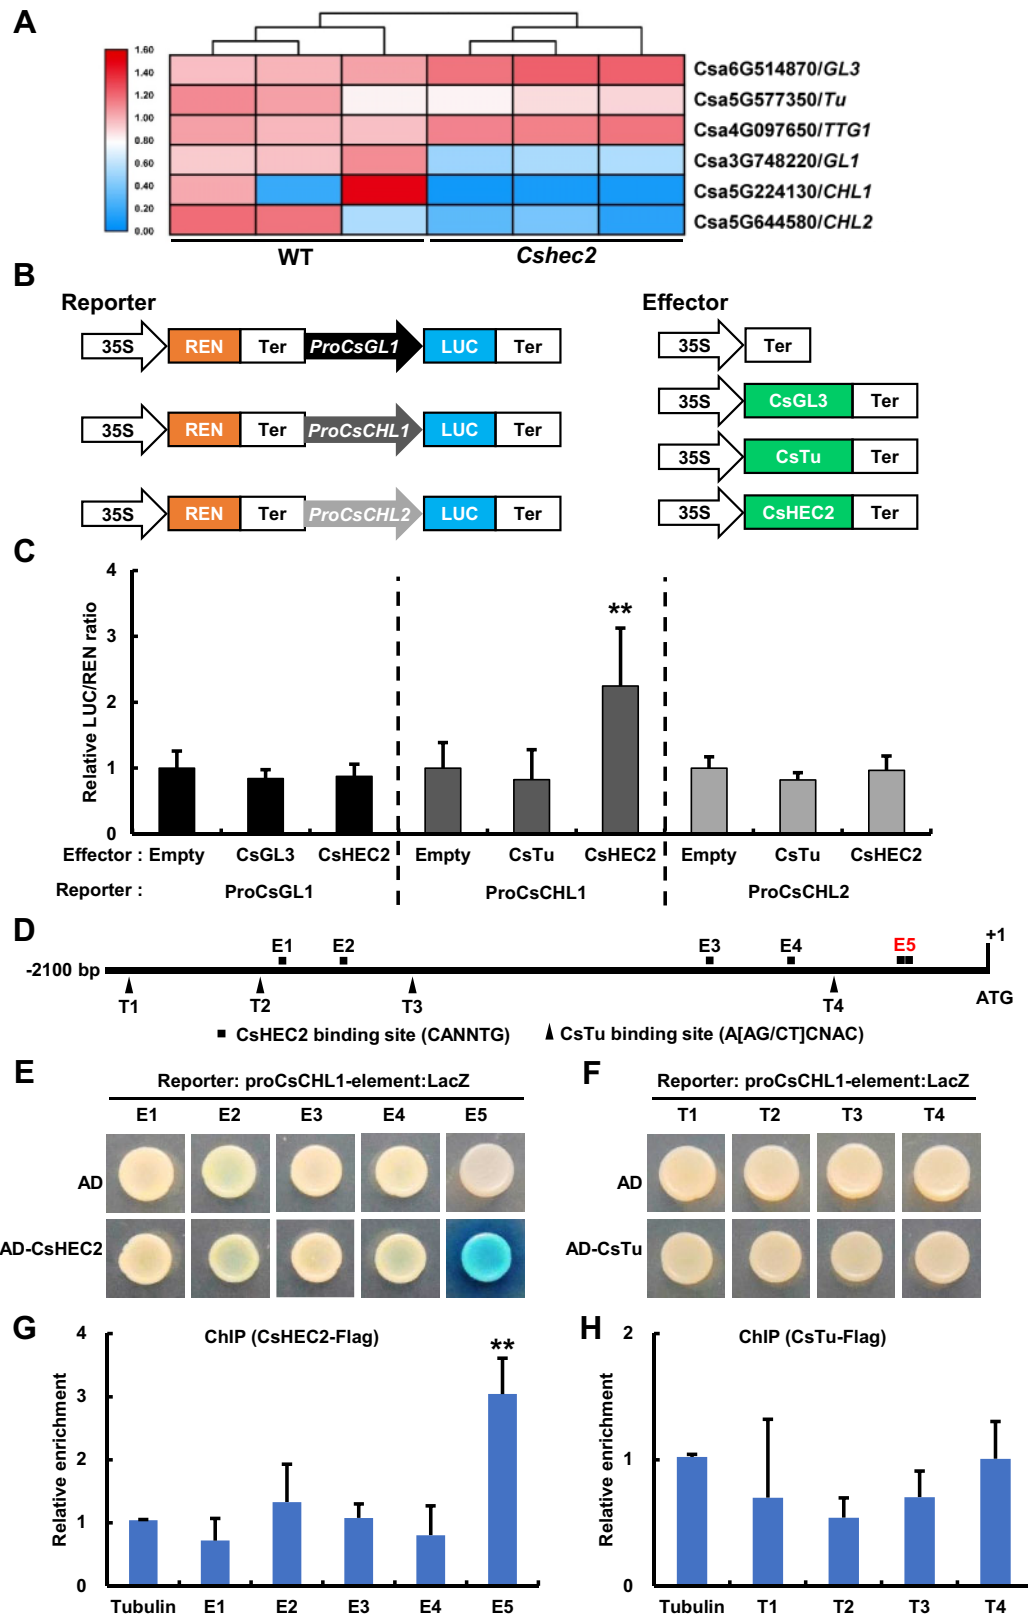 A
1.60
1.40
1.20
1.00
0.80
0.60
0.40
0.20
0.00
Csa6G514870/GL3
Csa5G577350/Tu
Csa4G097650/TTG1
Csa3G748220/GL1
Csa5G224130/CHL1
Csa5G644580/CHL2
WT Cshec2
B
Reporter Effector
35S REN Ter ProCsGL1 LUC Ter
35S Ter
35S CsGL3 Ter
35S REN Ter ProCsCHL1 LUC Ter
35S CsTu Ter
35S REN Ter ProCsCHL2 LUC Ter
35S CsHEC2 Ter
C
Relative LUC/REN ratio
4
3
2
1
0
**
Effector : Empty CsGL3 CsHEC2 Empty CsTu CsHEC2 Empty CsTu CsHEC2
Reporter : ProCsGL1 ProCsCHL1 ProCsCHL2
D
E1 E2 E3 E4 E5 +1
-2100 bp
T1 T2 T3 T4 ATG
CsHEC2 binding site (CANNTG) CsTu binding site (A[AG/CT]CNAC)
E
Reporter: proCsCHL1-element:LacZ
E1 E2 E3 E4 E5
AD
AD-CsHEC2
F
Reporter: proCsCHL1-element:LacZ
T1 T2 T3 T4
AD
AD-CsTu
G
ChIP (CsHEC2-Flag)
Relative enrichment
4
3
2
1
0
**
Tubulin E1 E2 E3 E4 E5
H
ChIP (CsTu-Flag)
Relative enrichment
2
1
0
Tubulin T1 T2 T3 T4